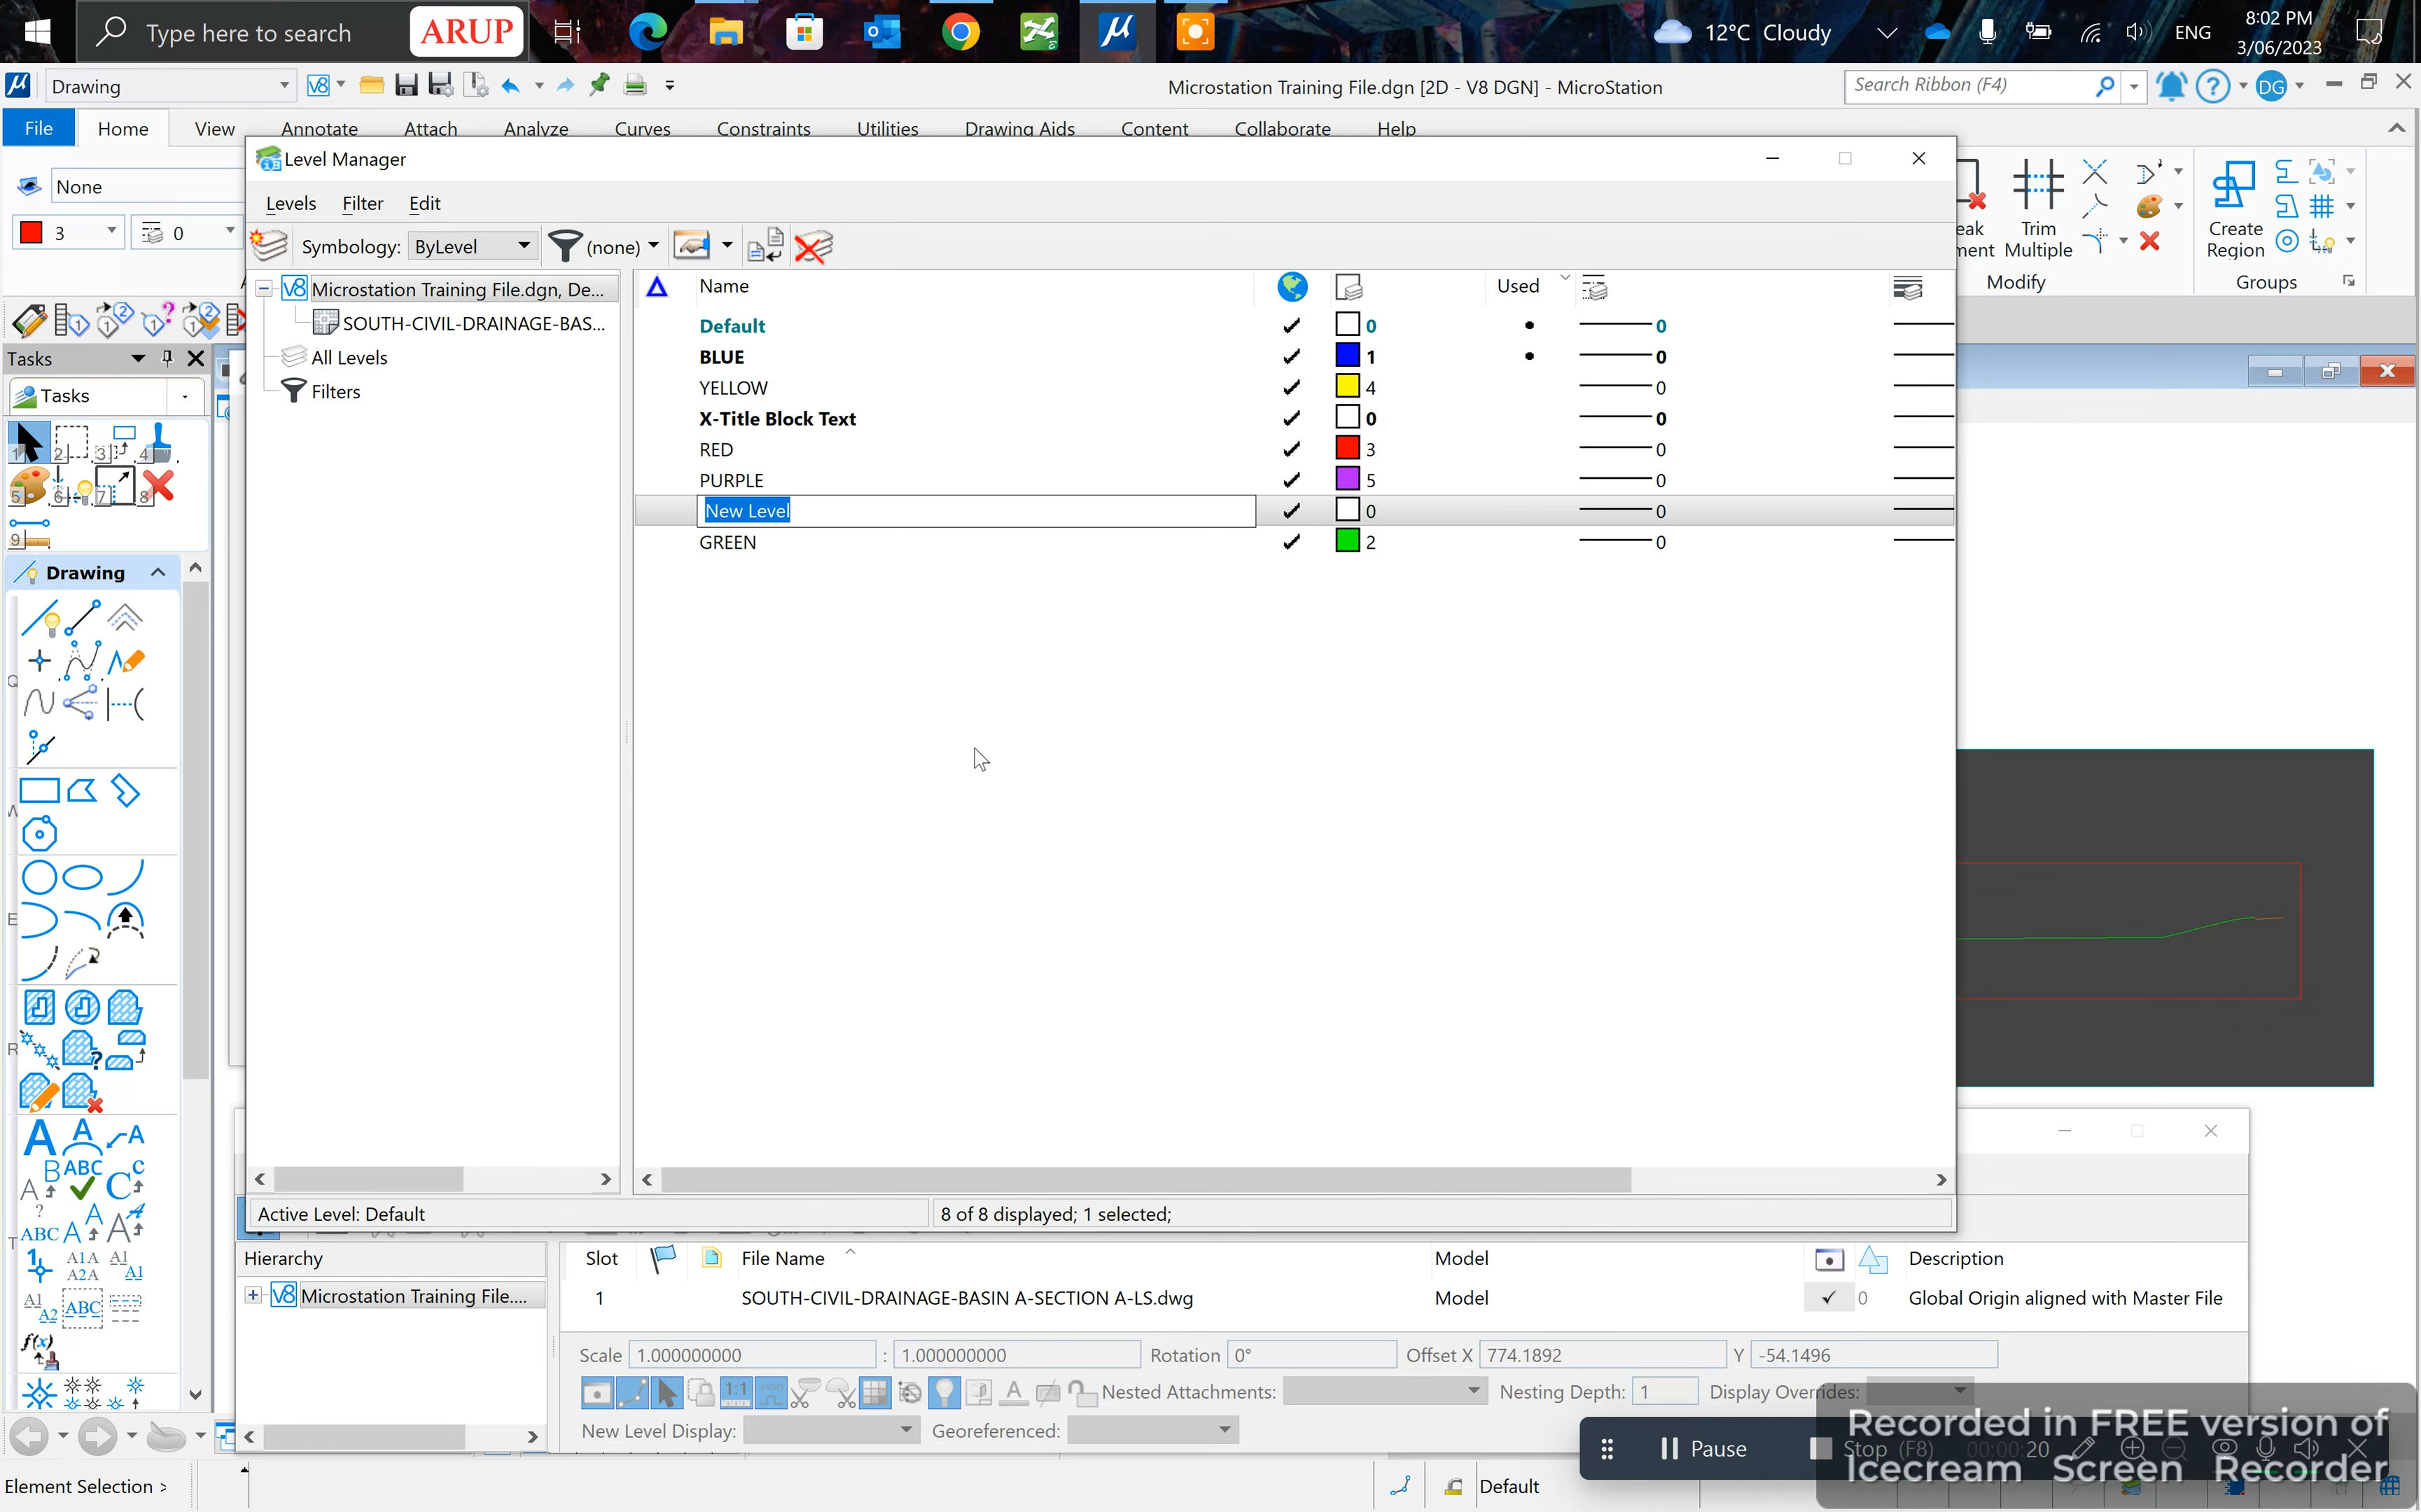 Type here to search
ARUP
12°C Cloudy
ENG
8:02 PM
3/06/2023
Drawing
V8
Microstation Training File.dgn [2D - V8 DGN] - MicroStation
Search Ribbon (F4)
DG
File Home View Annotate Attach Analyze Curves Constraints Utilities Drawing Aids Content Collaborate Help
None
3
0
Level Manager
Levels Filter Edit
Symbology: ByLevel (none)
Trim
Multiple
Modify
Create
Region
Groups
V8 Microstation Training File.dgn, De...
SOUTH-CIVIL-DRAINAGE-BAS...
All Levels
Filters
Name Used
Default 0 0
BLUE 1 0
YELLOW 4 0
X-Title Block Text 0 0
RED 3 0
PURPLE 5 0
New Level 0 0
GREEN 2 0
Tasks
Tasks
Drawing
Active Level: Default
8 of 8 displayed; 1 selected;
Hierarchy
V8 Microstation Training File....
Slot File Name Model Description
1 SOUTH-CIVIL-DRAINAGE-BASIN A-SECTION A-LS.dwg Model 0 Global Origin aligned with Master File
Scale 1.000000000 : 1.000000000 Rotation 0° Offset X 774.1892 Y -54.1496
1:1
Nested Attachments: Nesting Depth: 1 Display Overrides:
New Level Display: Georeferenced:
Pause
Stop (F8)
00:00:20
Recorded in FREE version of
Icecream Screen Recorder
Element Selection >
Default